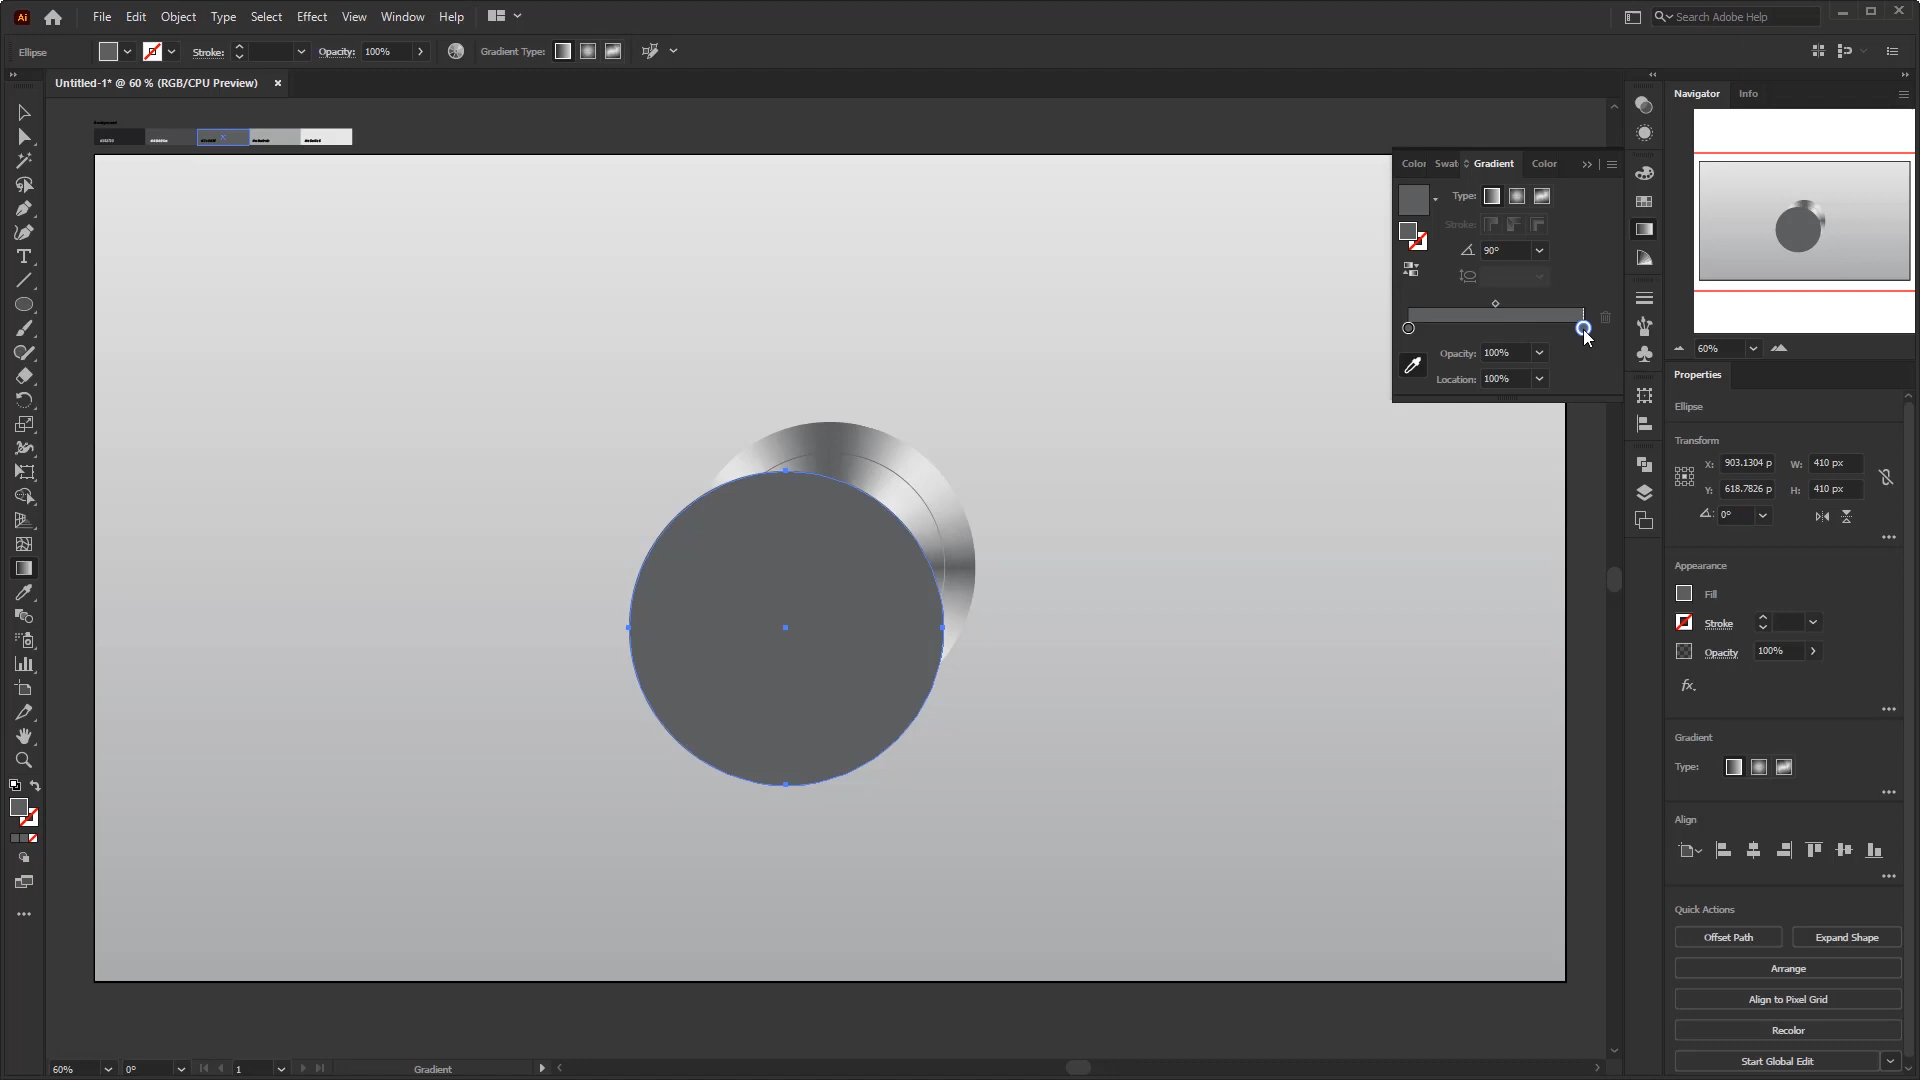 Ai
File Edit Object Type Select Effect View Window Help
Search Adobe Help
Ellipse
Stroke:
Opacity: 100%
Gradient Type:
Untitled-1* @ 60 % (RGB/CPU Preview)
Color Swat Gradient Color
Type:
Stroke:
90°
Opacity: 100%
Location: 100%
Navigator Info
60%
Properties
Ellipse
Transform
X: 903.1304 p W: 410 px
Y: 618.7826 p H: 410 px
0°
Appearance
Fill
Stroke
Opacity 100%
fx.
Gradient
Type:
Align
Quick Actions
Offset Path Expand Shape
Arrange
Align to Pixel Grid
Recolor
Start Global Edit
60% 0° 1 Gradient